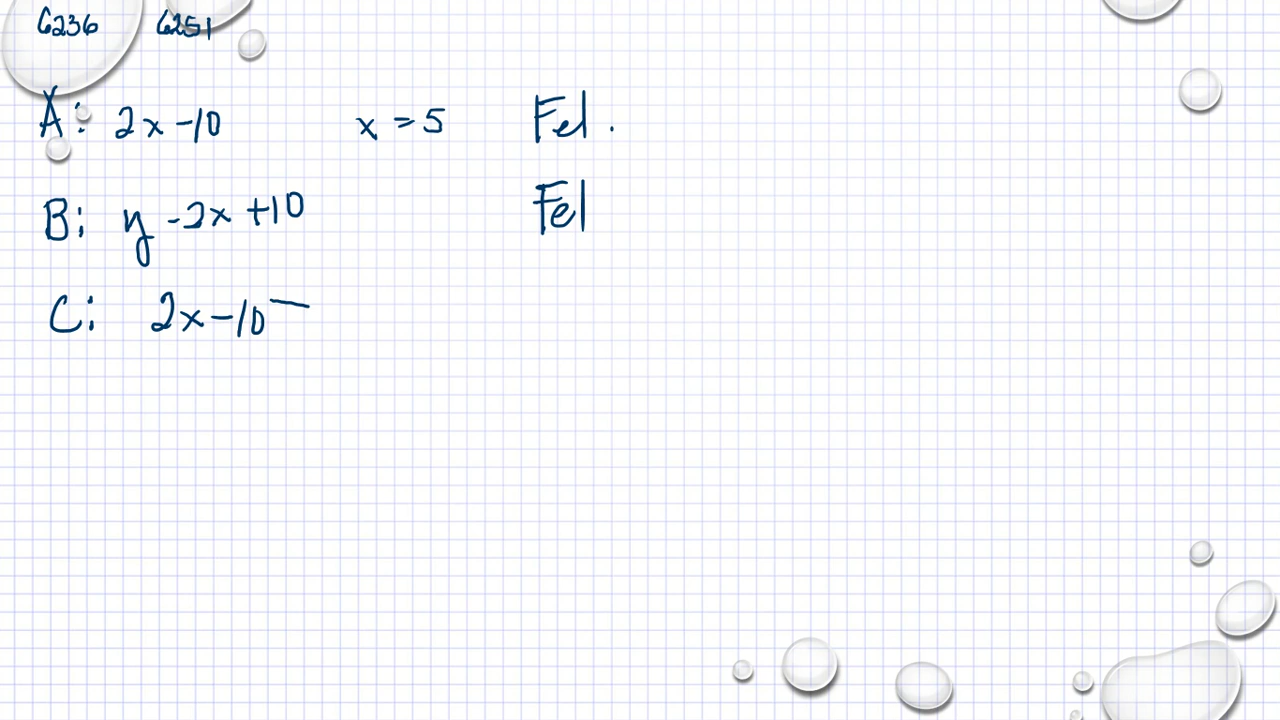 6236 6251
A: 2x -10 x = 5 Fel.
B: y -2x +10 Fel
C: 2x -10 —